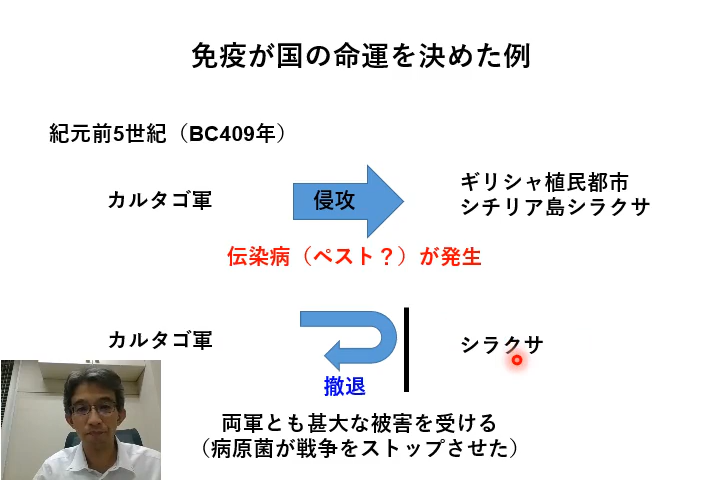 免疫が国の命運を決めた例
紀元前5世紀（BC409年）
カルタゴ軍
侵攻
ギリシャ植民都市
シチリア島シラクサ
伝染病（ペスト？）が発生
カルタゴ軍
シラクサ
撤退
両軍とも甚大な被害を受ける
（病原菌が戦争をストップさせた）